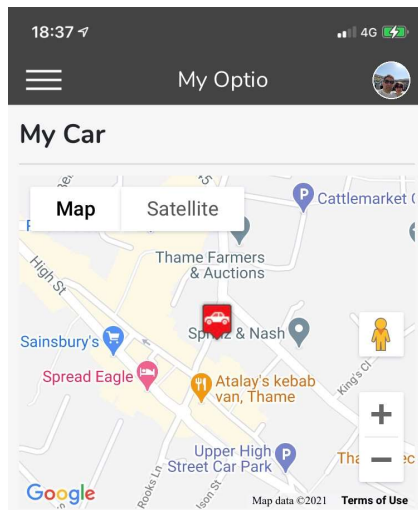 18:37
4G
My Optio
My Car
Map
Satellite
Cattlemarket
Thame Farmers
& Auctions
High St
& Nash
Sainsbury's
Spread Eagle
Atalay's kebab
van, Thame
King's Cl
Upper High
Street Car Park
Rooks Ln
Google
Map data ©2021
Terms of Use